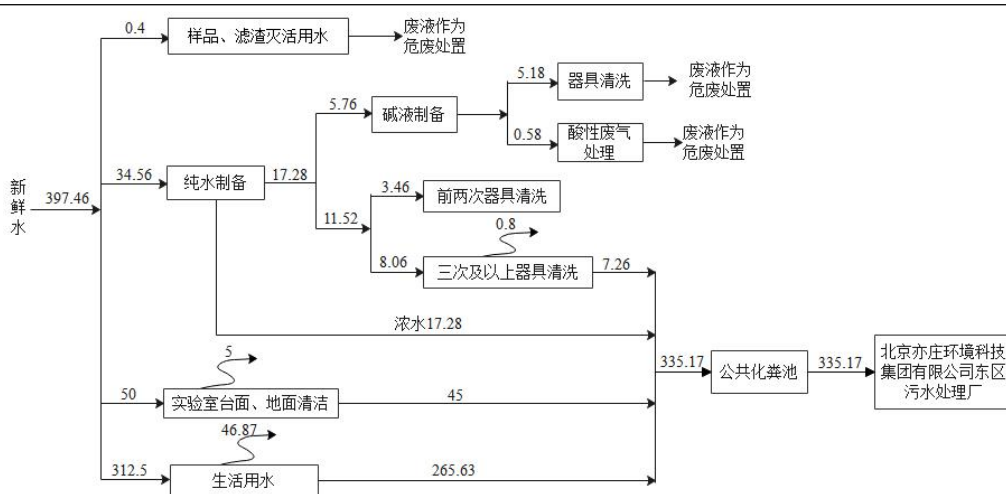 0.4
样品、滤渣灭活用水
废液作为
危废处置
5.18
器具清洗
废液作为
危废处置
5.76
碱液制备
0.58
酸性废气
处理
废液作为
危废处置
新
鲜
水
397.46
34.56
纯水制备
17.28
3.46
前两次器具清洗
11.52
0.8
8.06
三次及以上器具清洗
7.26
浓水17.28
5
50
实验室台面、地面清洁
45
335.17
公共化粪池
335.17
北京亦庄环境科技
集团有限公司东区
污水处理厂
46.87
312.5
生活用水
265.63